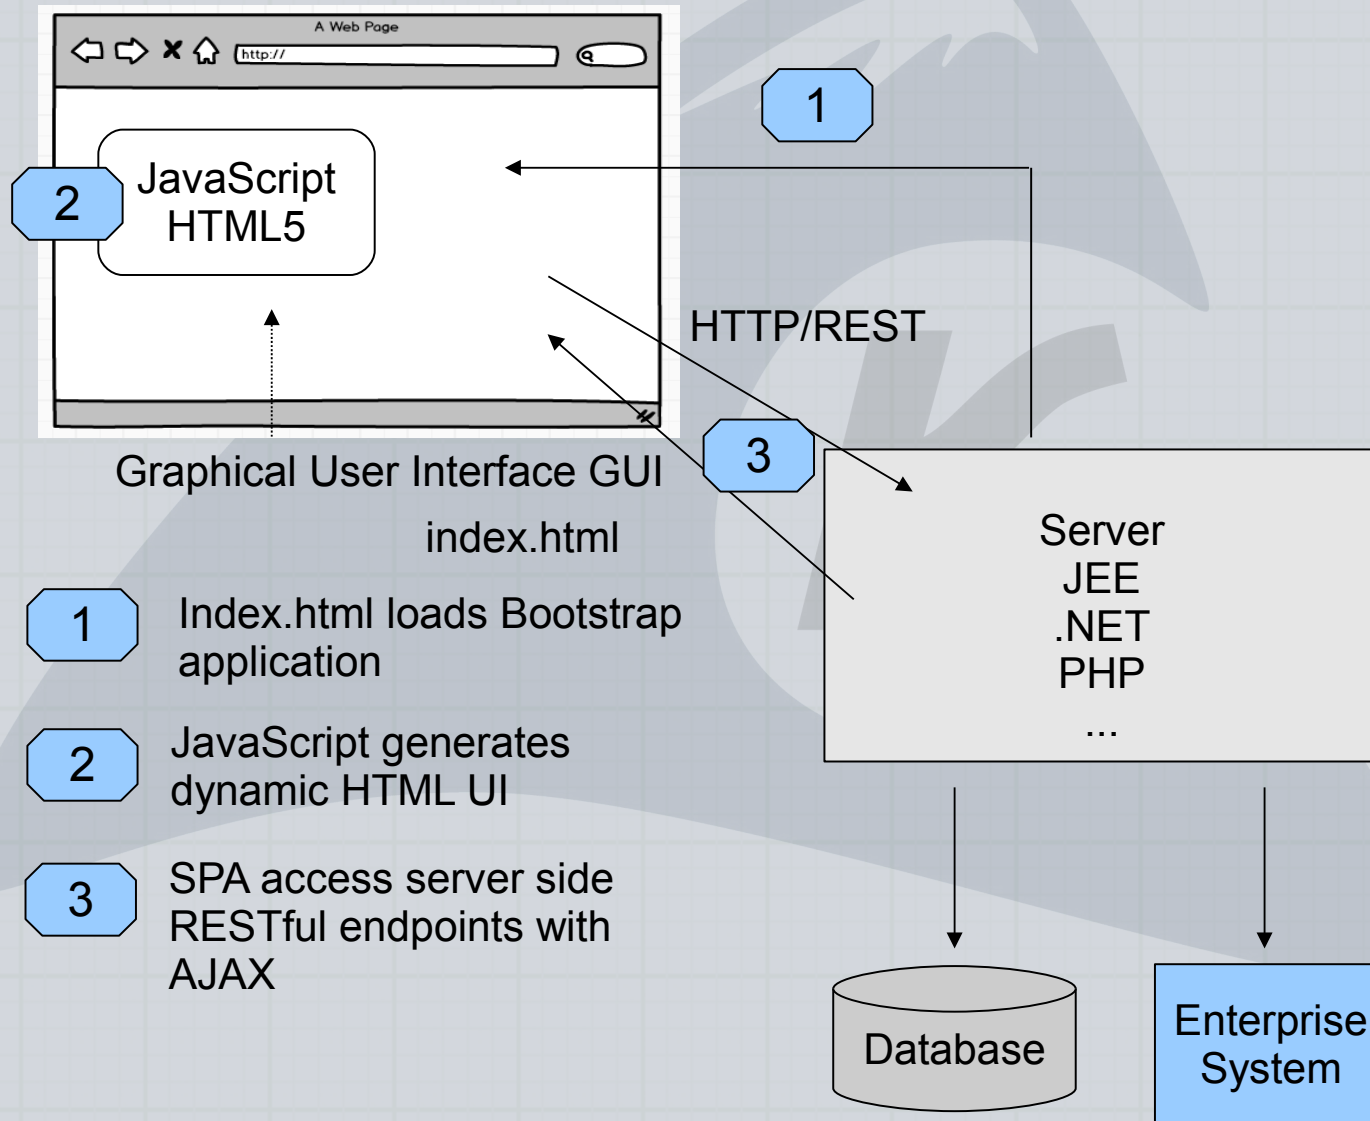 A Web Page
http://
1
JavaScript
HTML5
2
HTTP/REST
3
Graphical User Interface GUI
index.html
Server
JEE
.NET
PHP
...
1
Index.html loads Bootstrap
application
2
JavaScript generates
dynamic HTML UI
3
SPA access server side
RESTful endpoints with
AJAX
Database
Enterprise
System